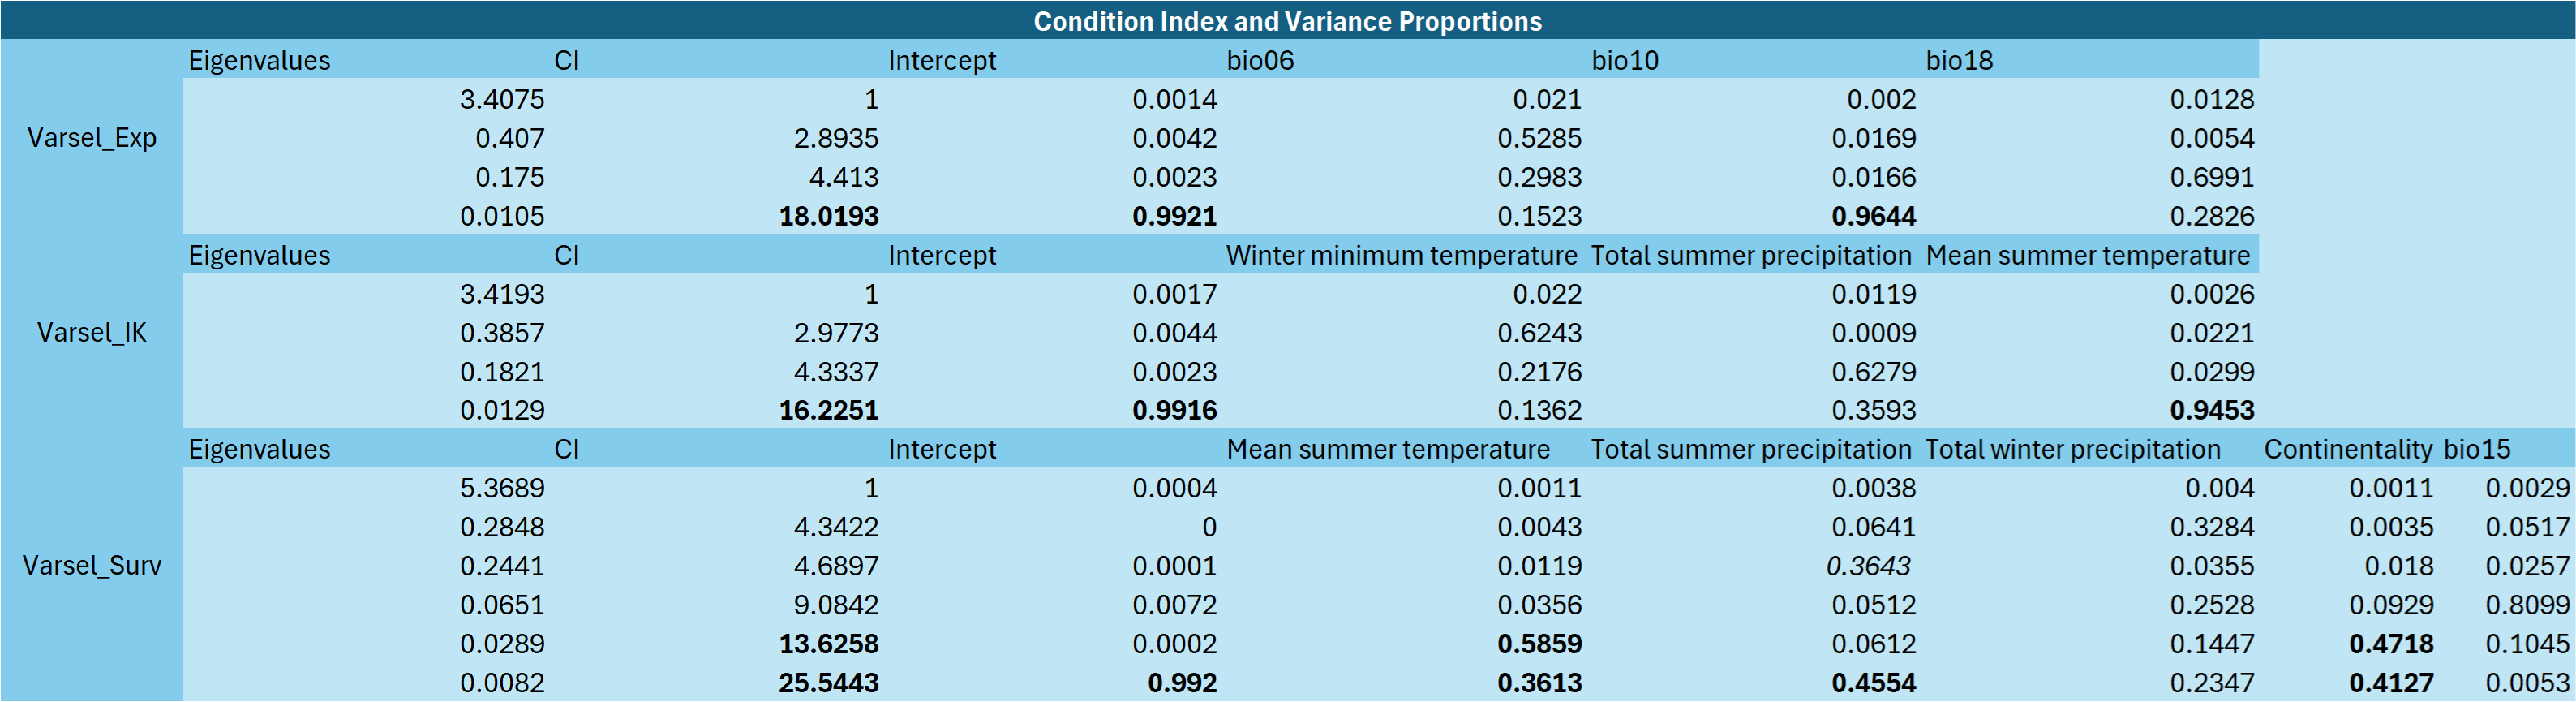 Condition Index and Variance Proportions
Eigenvalues CI Intercept bio06 bio10 bio18
3.4075 1 0.0014 0.021 0.002 0.0128
Varsel_Exp 0.407 2.8935 0.0042 0.5285 0.0169 0.0054
0.175 4.413 0.0023 0.2983 0.0166 0.6991
0.0105 18.0193 0.9921 0.1523 0.9644 0.2826
Eigenvalues CI Intercept Winter minimum temperature Total summer precipitation Mean summer temperature
3.4193 1 0.0017 0.022 0.0119 0.0026
Varsel_IK 0.3857 2.9773 0.0044 0.6243 0.0009 0.0221
0.1821 4.3337 0.0023 0.2176 0.6279 0.0299
0.0129 16.2251 0.9916 0.1362 0.3593 0.9453
Eigenvalues CI Intercept Mean summer temperature Total summer precipitation Total winter precipitation Continentality bio15
5.3689 1 0.0004 0.0011 0.0038 0.004 0.0011 0.0029
0.2848 4.3422 0 0.0043 0.0641 0.3284 0.0035 0.0517
Varsel_Surv 0.2441 4.6897 0.0001 0.0119 0.3643 0.0355 0.018 0.0257
0.0651 9.0842 0.0072 0.0356 0.0512 0.2528 0.0929 0.8099
0.0289 13.6258 0.0002 0.5859 0.0612 0.1447 0.4718 0.1045
0.0082 25.5443 0.992 0.3613 0.4554 0.2347 0.4127 0.0053